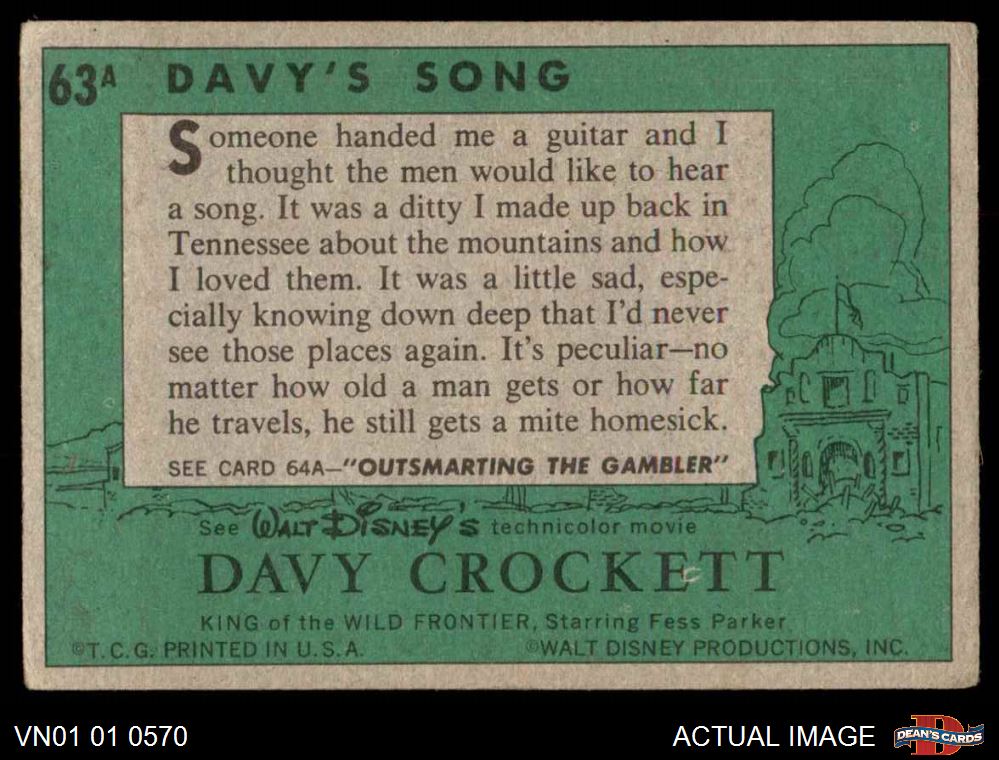 63A DAVY'S SONG
Someone handed me a guitar and I
thought the men would like to hear
a song. It was a ditty I made up back in
Tennessee about the mountains and how
I loved them. It was a little sad, espe-
cially knowing down deep that I'd never
see those places again. It's peculiar—no
matter how old a man gets or how far
he travels, he still gets a mite homesick.
SEE CARD 64A—"OUTSMARTING THE GAMBLER"
See WALT DISNEY'S technicolor movie
DAVY CROCKETT
KING of the WILD FRONTIER, Starring Fess Parker
©T.C.G. PRINTED IN U.S.A. ©WALT DISNEY PRODUCTIONS, INC.
VN01 01 0570 ACTUAL IMAGE DEAN'S CARDS